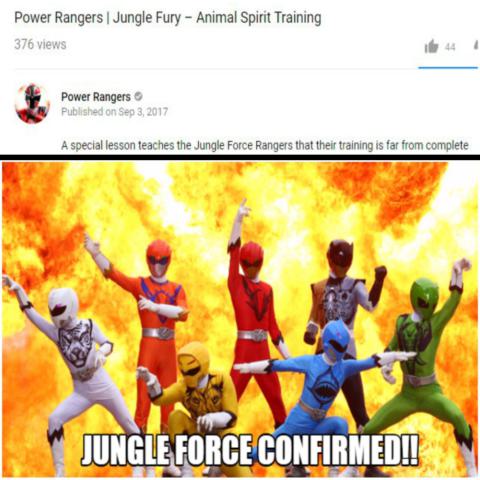 Power Rangers | Jungle Fury – Animal Spirit Training
376 views
44
Power Rangers
Published on Sep 3, 2017
A special lesson teaches the Jungle Force Rangers that their training is far from complete
JUNGLE FORCE CONFIRMED!!